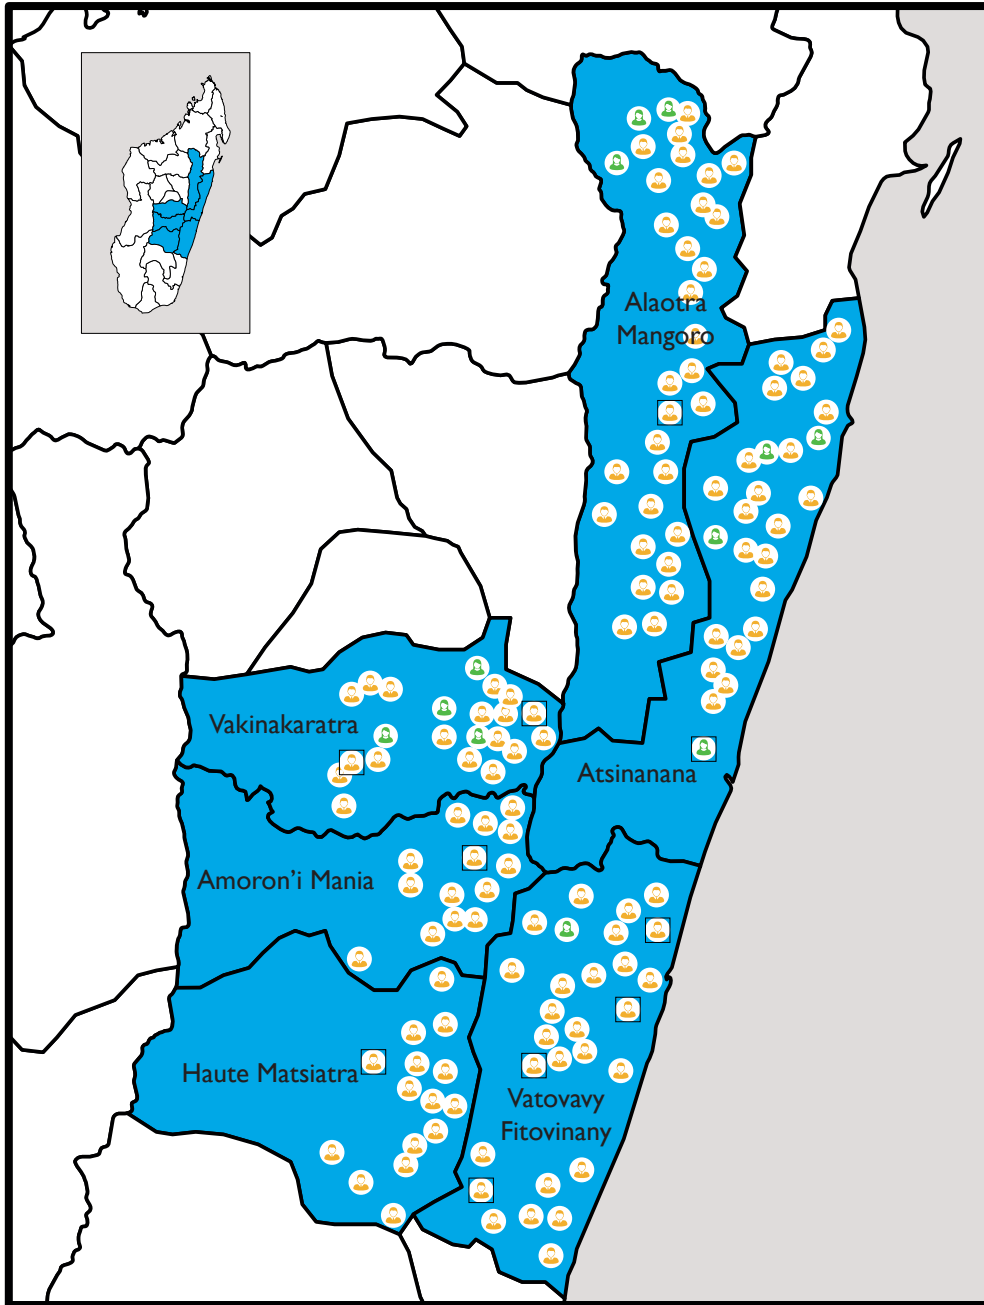 Alaotra
Mangoro
Vakinakaratra
Atsinanana
Amoron'i Mania
Haute Matsiatra
Vatovavy
Fitovinany